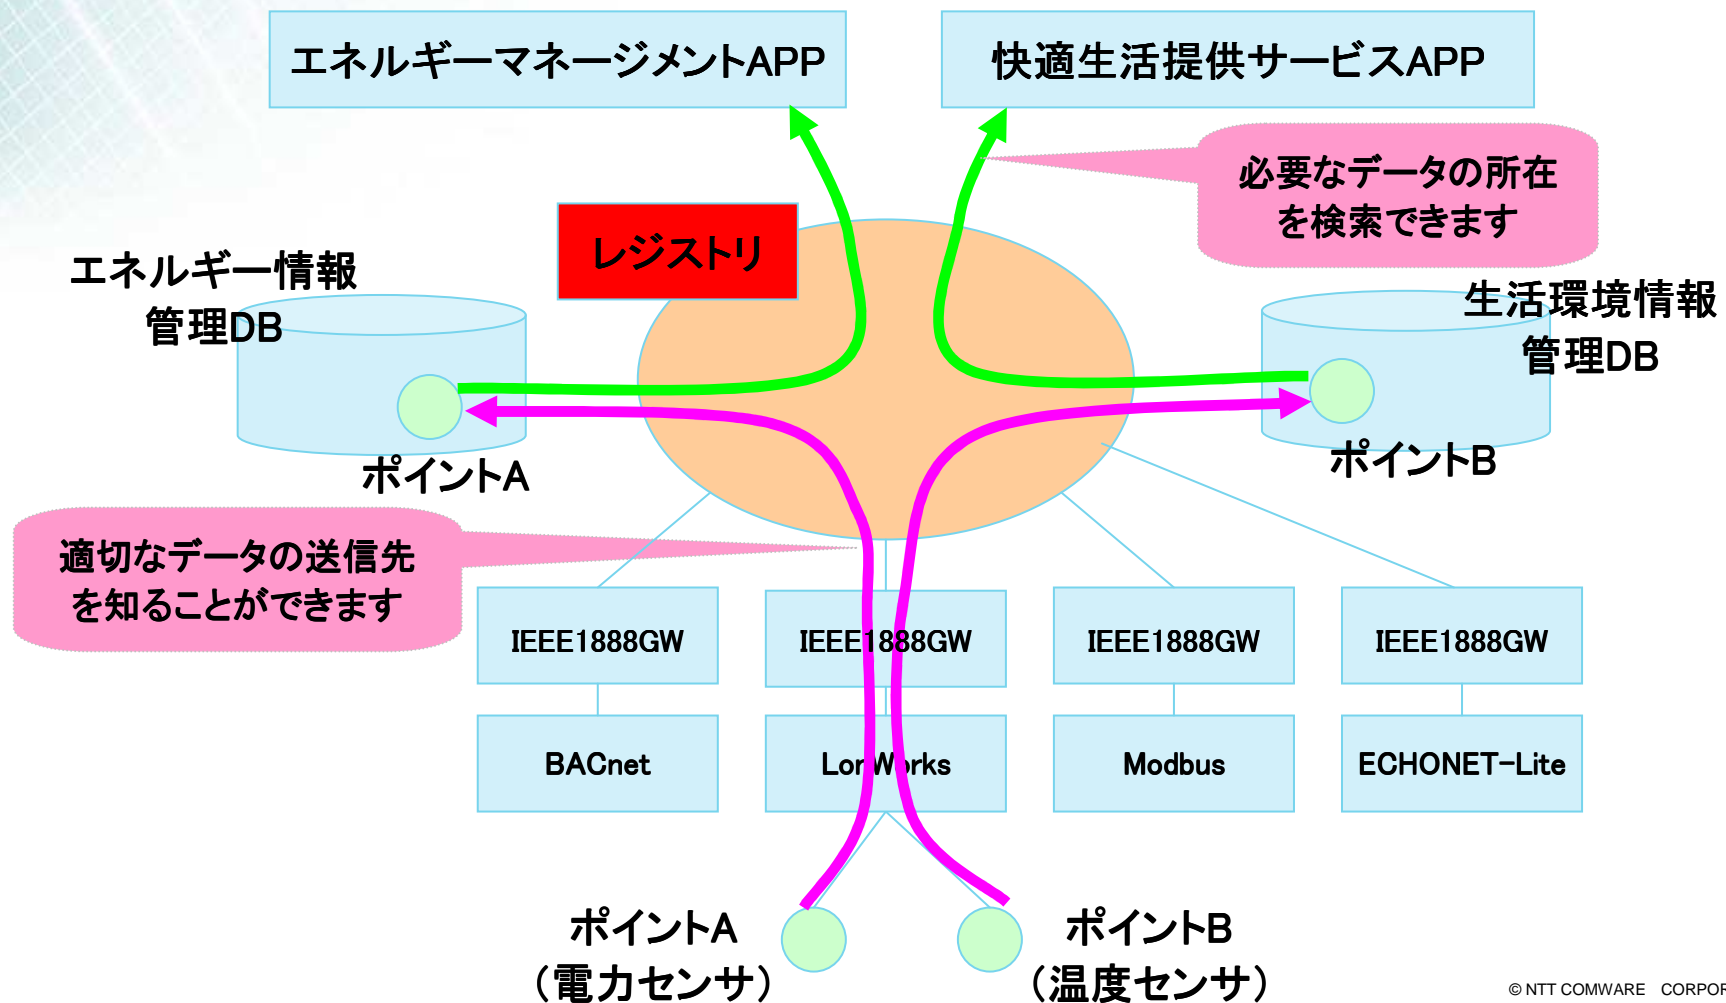 エネルギーマネージメントAPP
快適生活提供サービスAPP
必要なデータの所在
を検索できます
レジストリ
エネルギー情報
管理DB
生活環境情報
管理DB
ポイントA
ポイントB
適切なデータの送信先
を知ることができます
IEEE1888GW
IEEE1888GW
IEEE1888GW
IEEE1888GW
BACnet
LonWorks
Modbus
ECHONET-Lite
ポイントA
（電力センサ）
ポイントB
（温度センサ）
© NTT COMWARE CORPOR